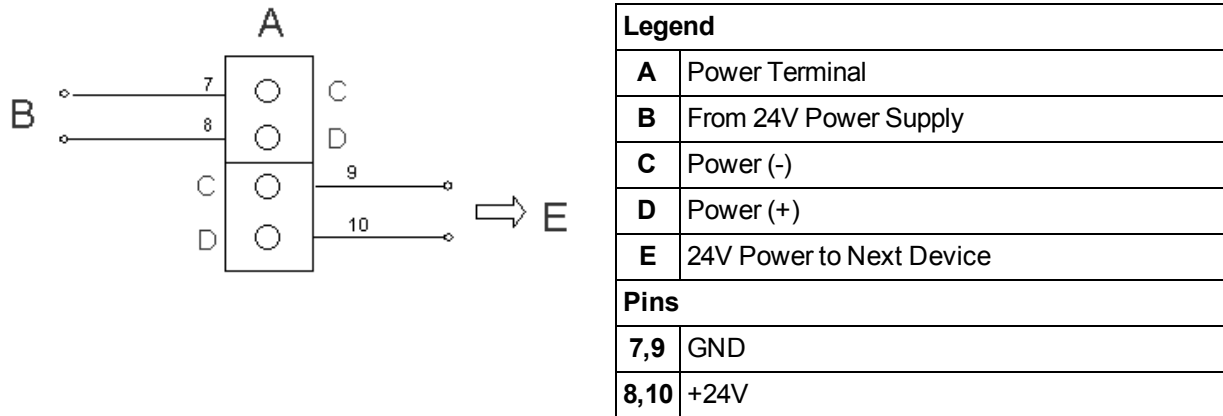 A
B
7
8
C
D
C
D
9
10
E
Legend
A Power Terminal
B From 24V Power Supply
C Power (-)
D Power (+)
E 24V Power to Next Device
Pins
7,9 GND
8,10 +24V